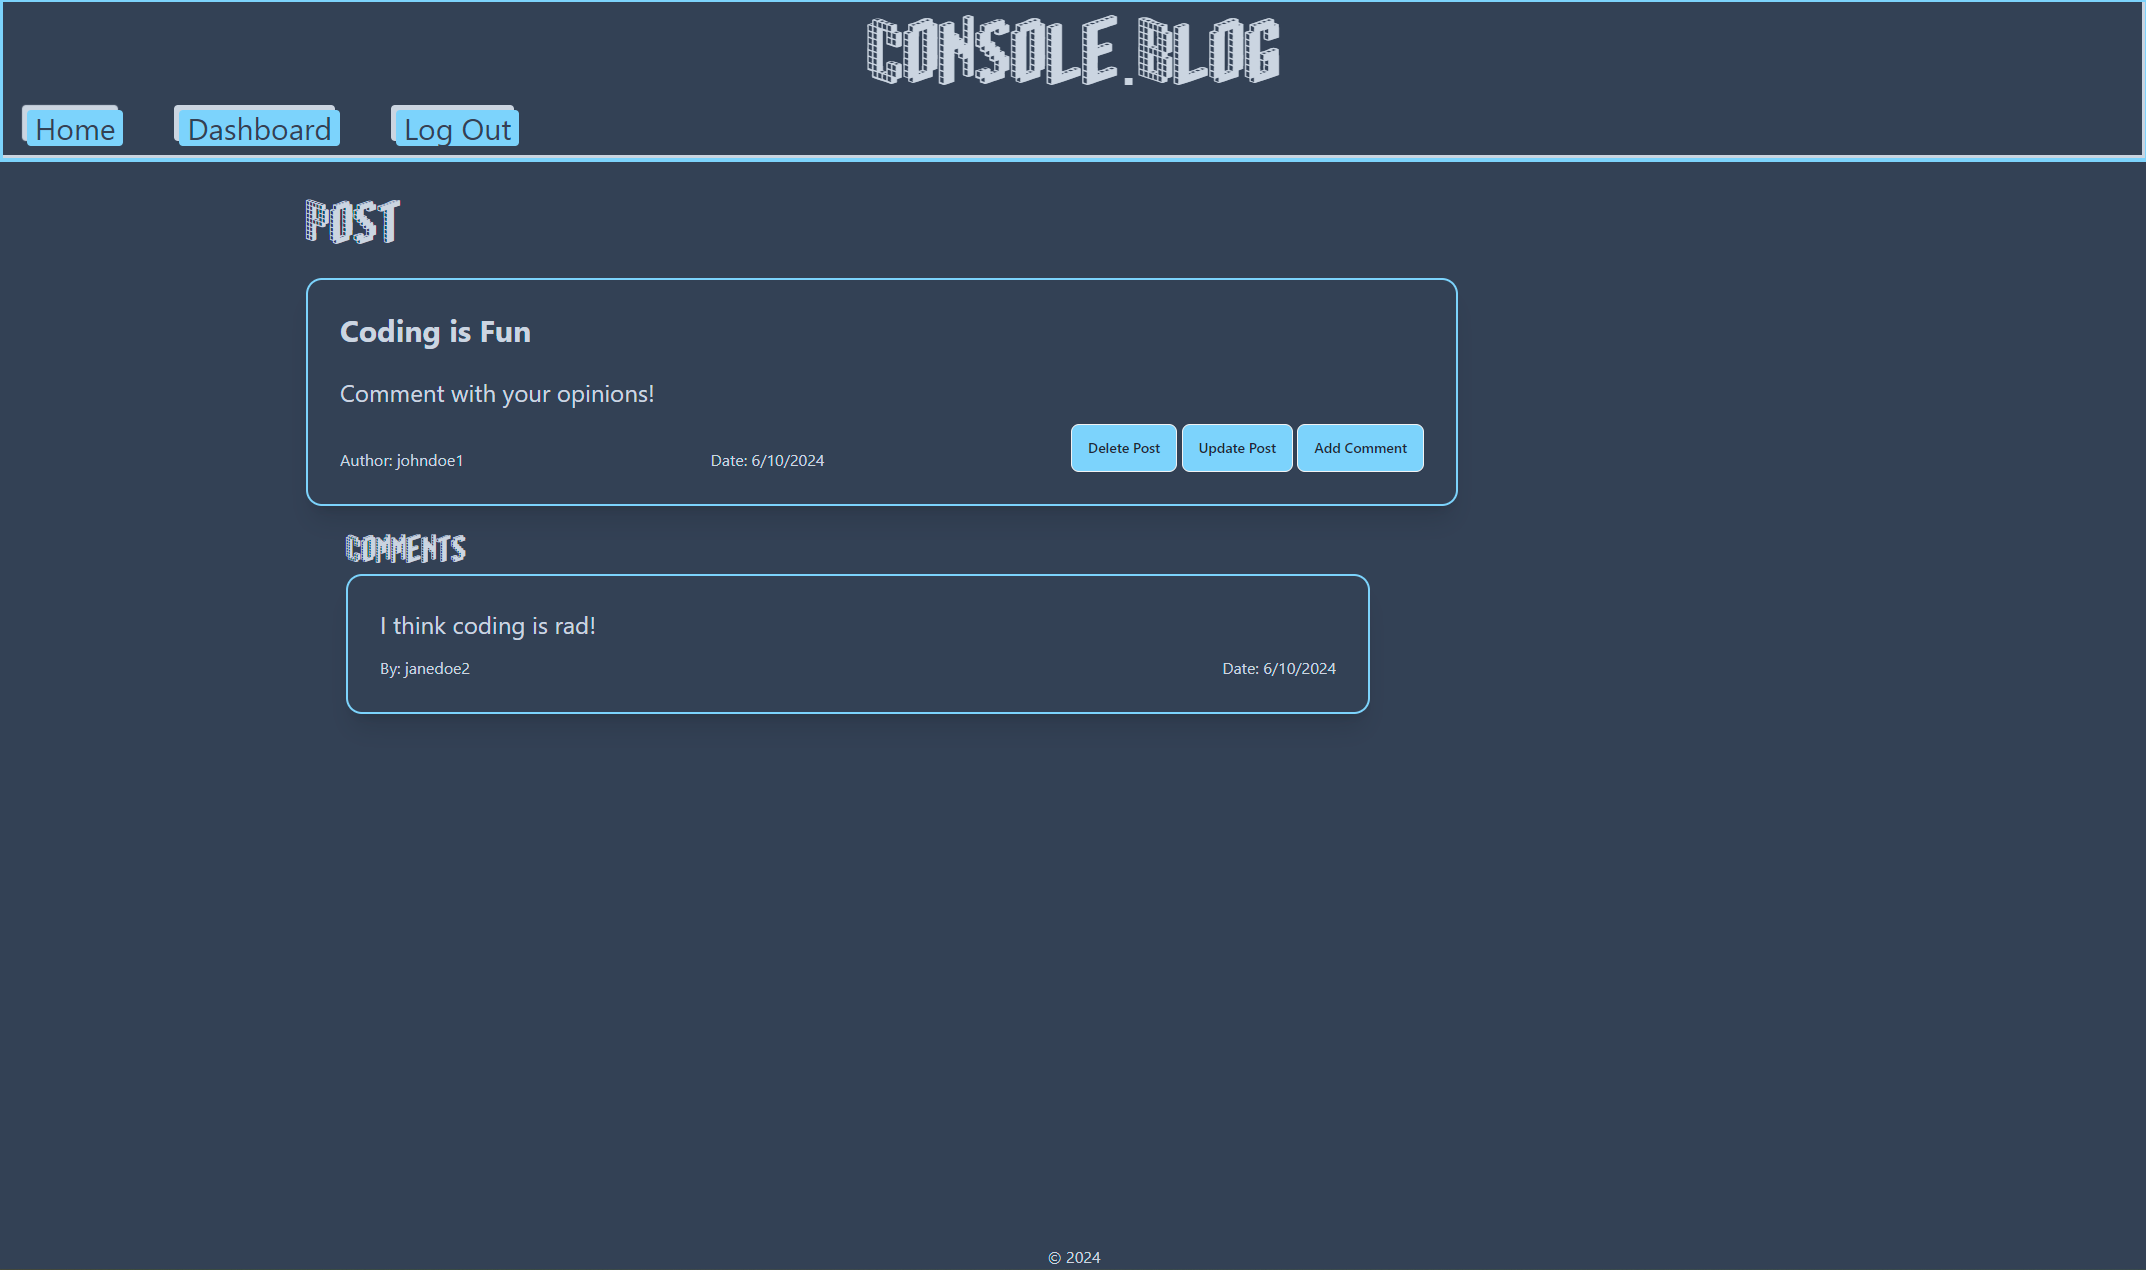 CONSOLE.BLOG
Home Dashboard Log Out
POST
Coding is Fun
Comment with your opinions!
Author: johndoe1 Date: 6/10/2024 Delete Post Update Post Add Comment
COMMENTS
I think coding is rad!
By: janedoe2 Date: 6/10/2024
© 2024